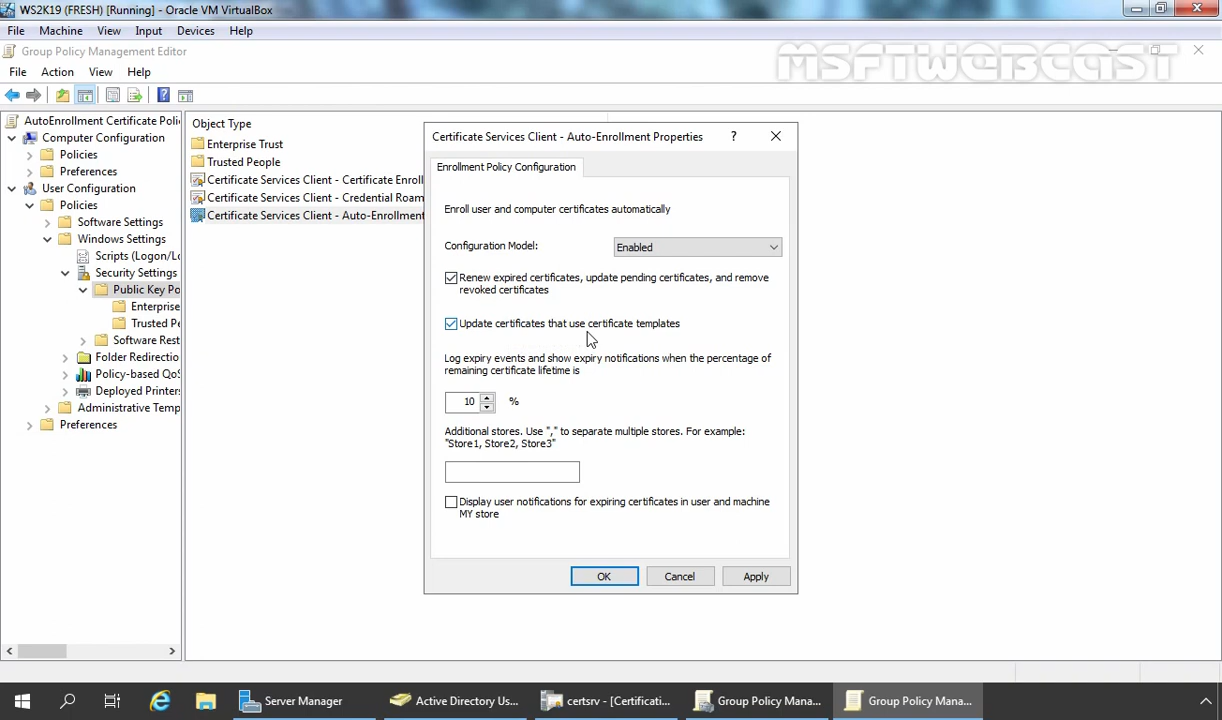 WS2K19 (FRESH) [Running] - Oracle VM VirtualBox
File Machine View Input Devices Help
Group Policy Management Editor
MSFTWEBCAST
File Action View Help
AutoEnrollment Certificate Poli
Computer Configuration
Policies
Preferences
User Configuration
Policies
Software Settings
Windows Settings
Scripts (Logon/Lo
Security Settings
Public Key Po
Enterprise
Trusted Pe
Software Rest
Folder Redirectio
Policy-based QoS
Deployed Printers
Administrative Temp
Preferences
Object Type
Enterprise Trust
Trusted People
Certificate Services Client - Certificate Enroll
Certificate Services Client - Credential Roam
Certificate Services Client - Auto-Enrollment
Certificate Services Client - Auto-Enrollment Properties ?
Enrollment Policy Configuration
Enroll user and computer certificates automatically
Configuration Model: Enabled
Renew expired certificates, update pending certificates, and remove
revoked certificates
Update certificates that use certificate templates
Log expiry events and show expiry notifications when the percentage of
remaining certificate lifetime is
10 %
Additional stores. Use "," to separate multiple stores. For example:
"Store1, Store2, Store3"
Display user notifications for expiring certificates in user and machine
MY store
OK Cancel Apply
Server Manager Active Directory Us... certsrv - [Certificati... Group Policy Mana... Group Policy Mana...